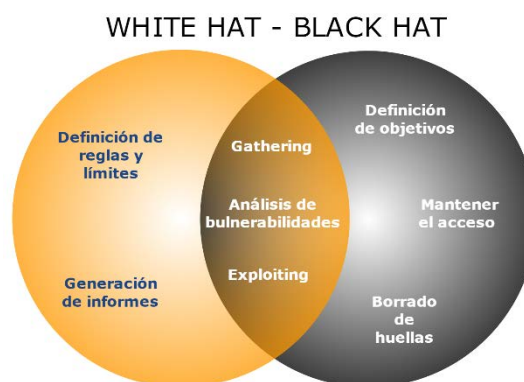 WHITE HAT - BLACK HAT
Definición de
reglas y
límites
Generación
de informes
Gathering
Análisis de
bulnerabilidades
Exploiting
Definición
de objetivos
Mantener
el acceso
Borrado
de
huellas